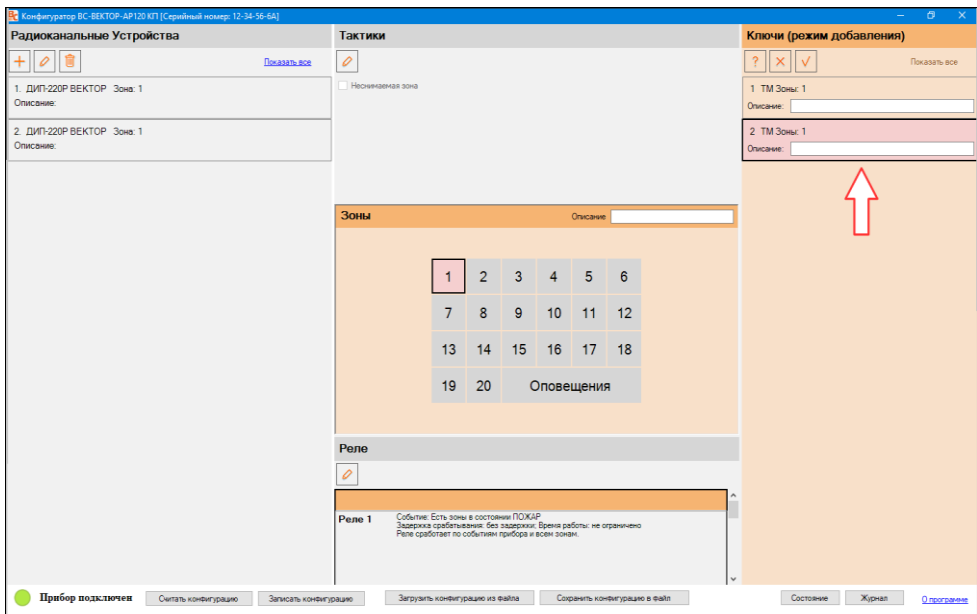 Конфигуратор ВС-ВЕКТОР-АР120 КП [Серийный номер: 12-34-56-6A]
Радиоканальные Устройства
Показать все
1. ДИП-220Р ВЕКТОР Зона: 1
Описание:
2. ДИП-220Р ВЕКТОР Зона: 1
Описание:
Тактики
Неснимаемая зона
Зоны
Описание
1 2 3 4 5 6
7 8 9 10 11 12
13 14 15 16 17 18
19 20 Оповещения
Реле
Реле 1
Событие: Есть зоны в состоянии ПОЖАР
Задержка срабатывания: без задержки; Время работы: не ограничено
Реле сработает по событиям прибора и всем зонам.
Ключи (режим добавления)
?
Показать все
1 ТМ Зоны: 1
Описание:
2 ТМ Зоны: 1
Описание:
Прибор подключен
Считать конфигурацию
Записать конфигурацию
Загрузить конфигурацию из файла
Сохранить конфигурацию в файл
Состояние
Журнал
О программе